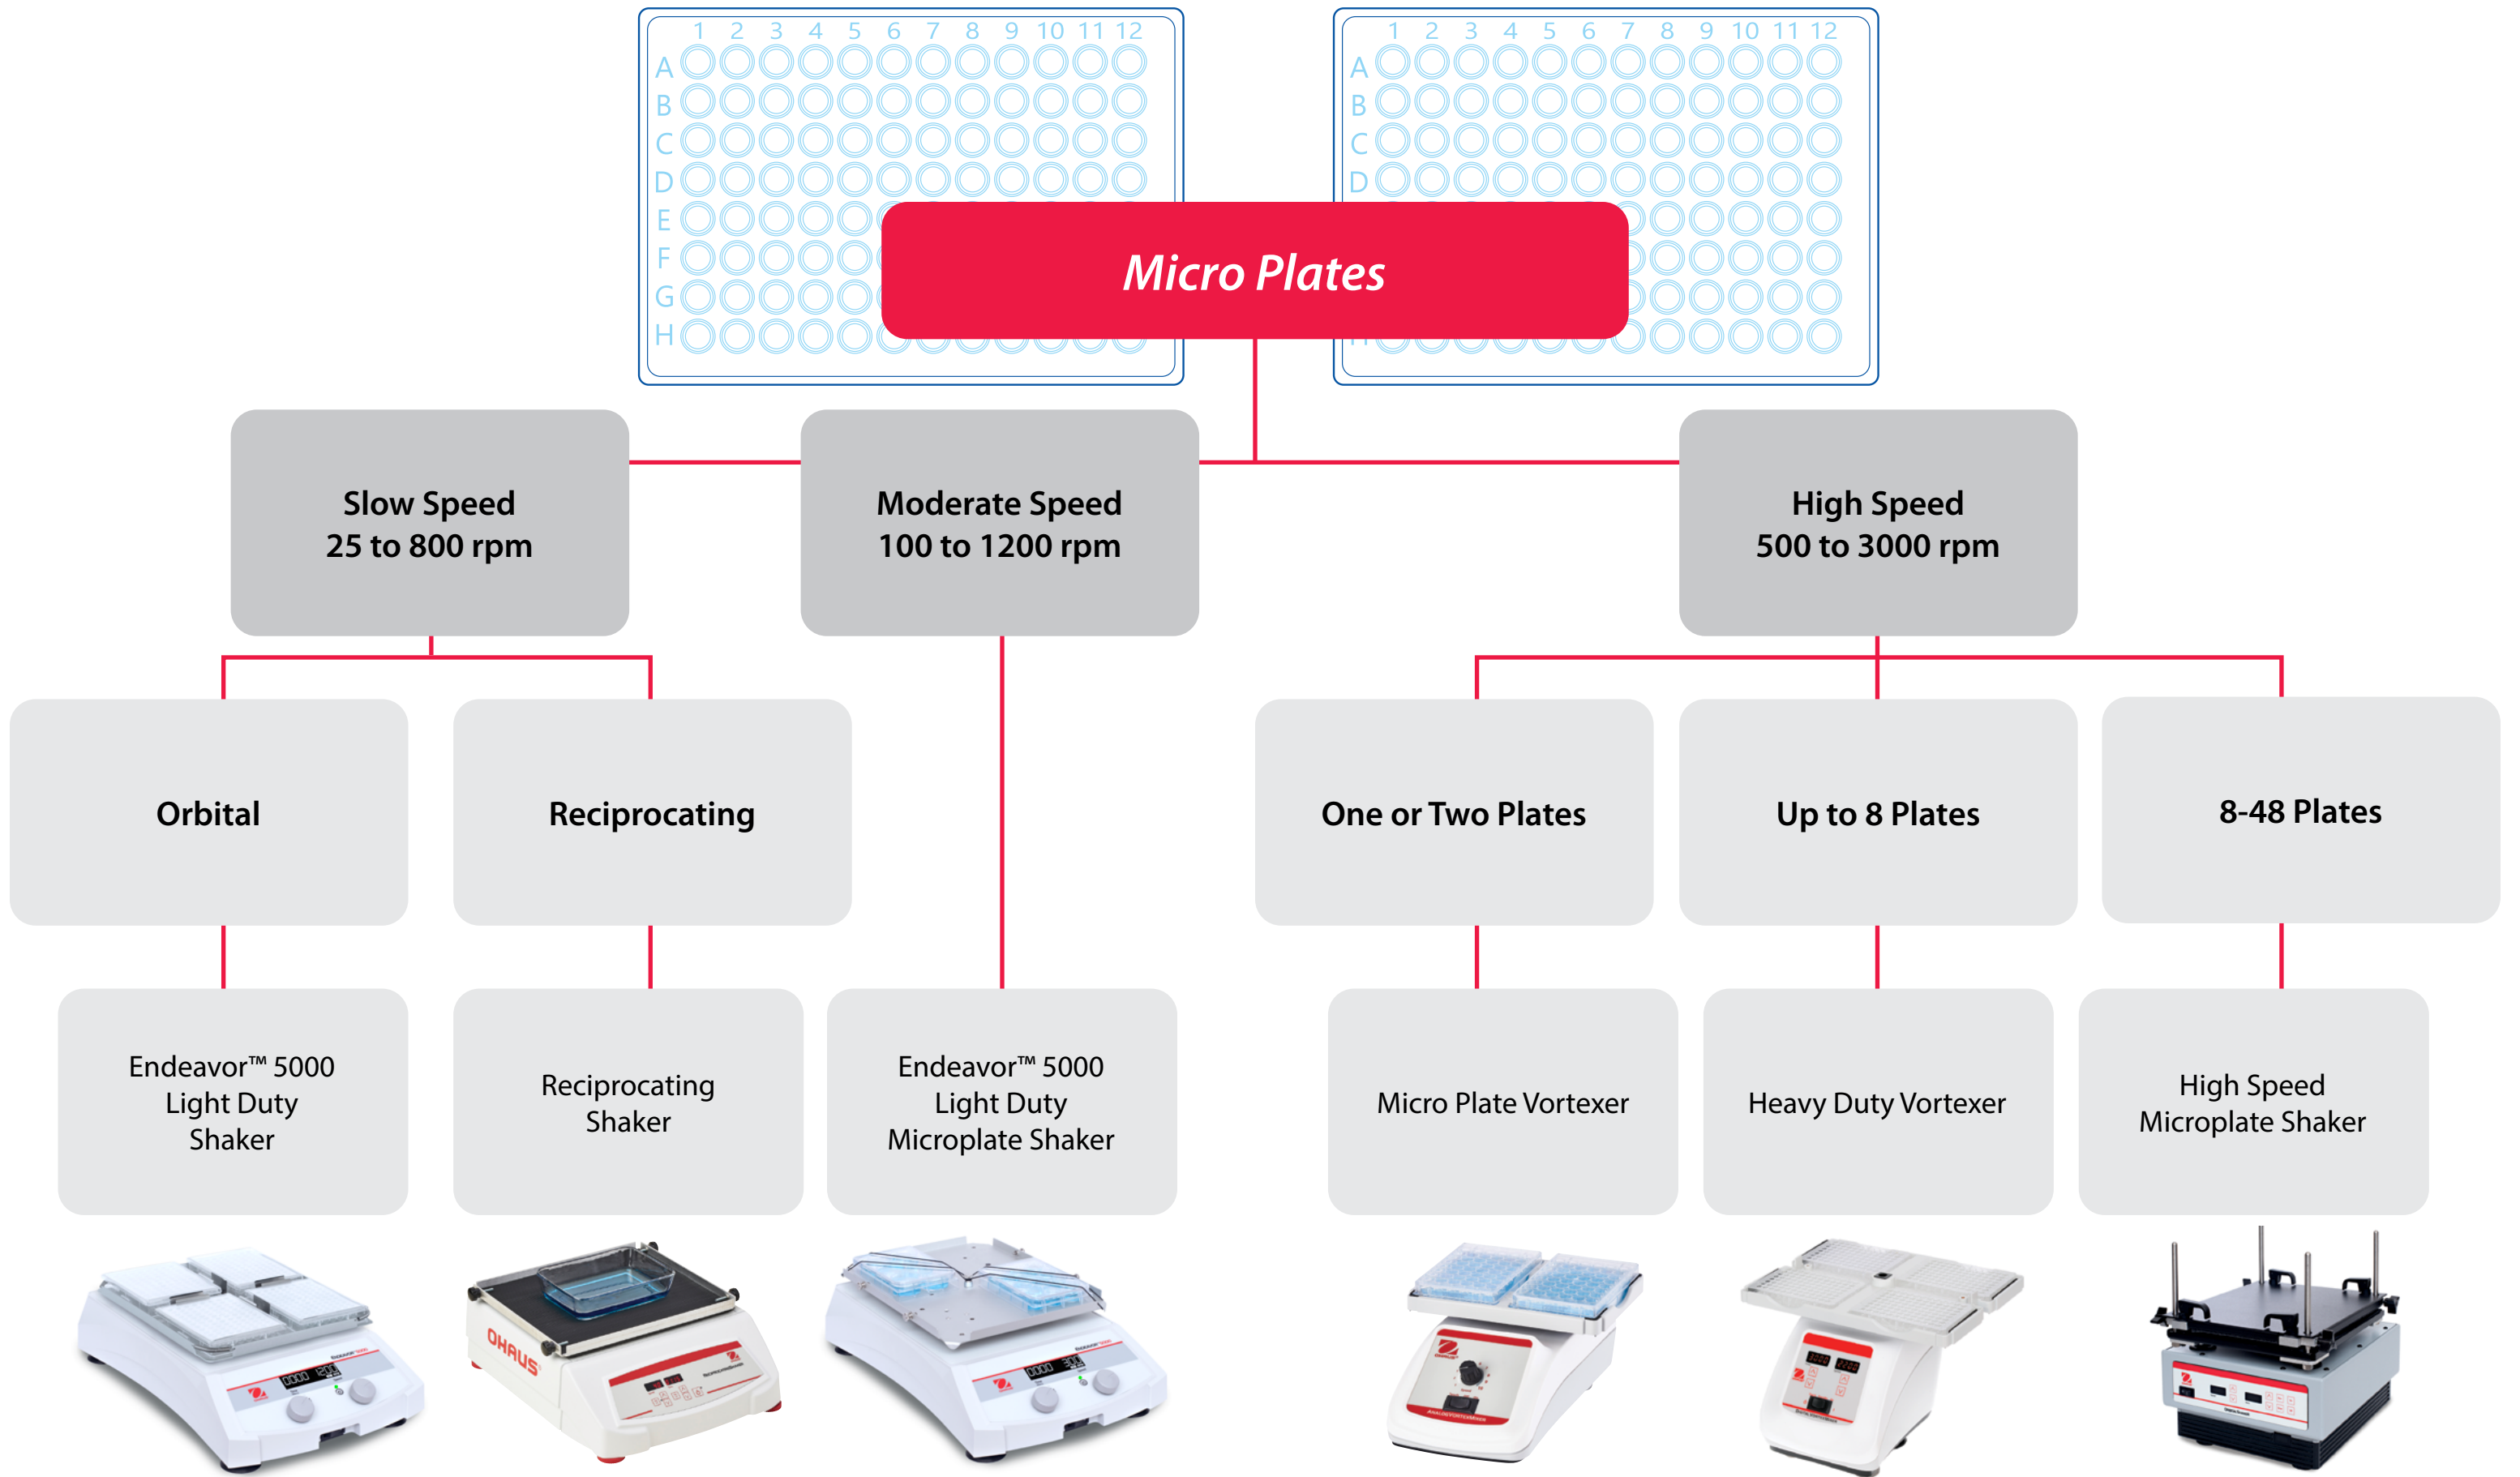 1 2 3 4 5 6 7 8 9 10 11 12
A
B
C
D
E
F
G
H
1 2 3 4 5 6 7 8 9 10 11 12
A
B
C
D
Micro Plates
Slow Speed
25 to 800 rpm
Moderate Speed
100 to 1200 rpm
High Speed
500 to 3000 rpm
Orbital
Reciprocating
One or Two Plates
Up to 8 Plates
8-48 Plates
Endeavor™ 5000
Light Duty
Shaker
Reciprocating
Shaker
Endeavor™ 5000
Light Duty
Microplate Shaker
Micro Plate Vortexer
Heavy Duty Vortexer
High Speed
Microplate Shaker
OHAUS